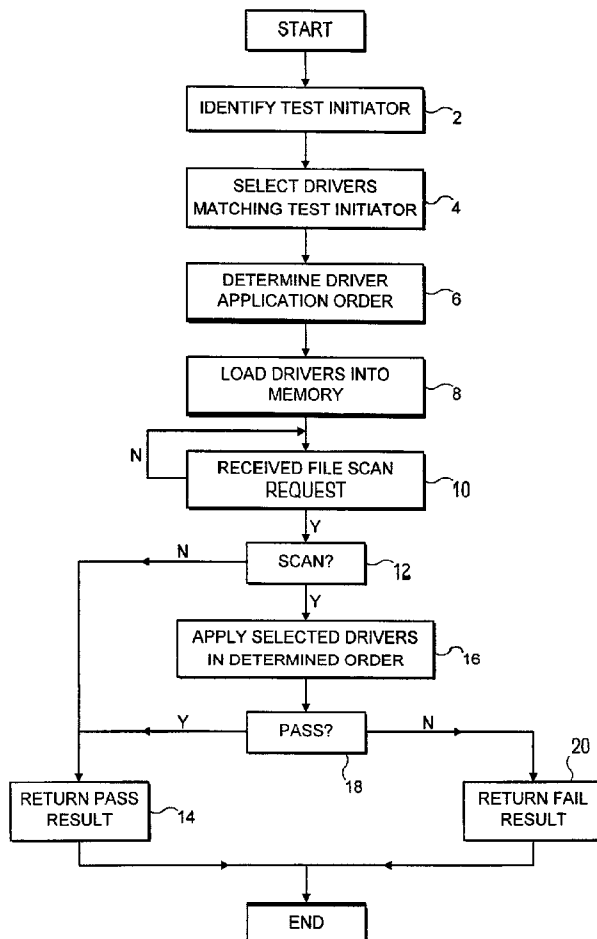 START
IDENTIFY TEST INITIATOR
2
SELECT DRIVERS
MATCHING TEST INITIATOR
4
DETERMINE DRIVER
APPLICATION ORDER
6
LOAD DRIVERS INTO
MEMORY
8
N
RECEIVED FILE SCAN
REQUEST
10
Y
N
SCAN?
12
Y
APPLY SELECTED DRIVERS
IN DETERMINED ORDER
16
Y
PASS?
N
18
20
RETURN PASS
RESULT
14
RETURN FAIL
RESULT
END